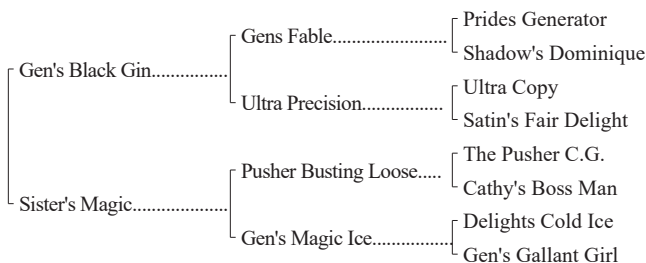 Prides Generator
Gens Fable........................
Shadow's Dominique
Gen's Black Gin...............
Ultra Copy
Ultra Precision.................
Satin's Fair Delight
The Pusher C.G.
Pusher Busting Loose.....
Cathy's Boss Man
Sister's Magic...................
Delights Cold Ice
Gen's Magic Ice.................
Gen's Gallant Girl